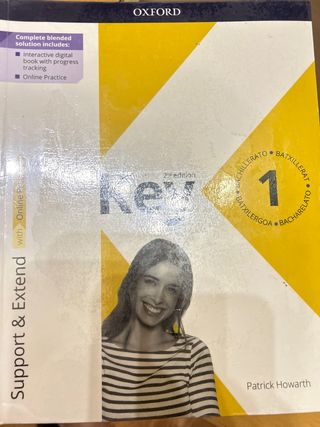 OXFORD
Complete blended
solution includes:
Interactive digital
book with progress
tracking
Online Practice
2nd edition
Key
1
BACHILLERATO • BATXILLERAT • BACHARELATO • BATXILERGOA •
Support & Extend with Online
Patrick Howarth